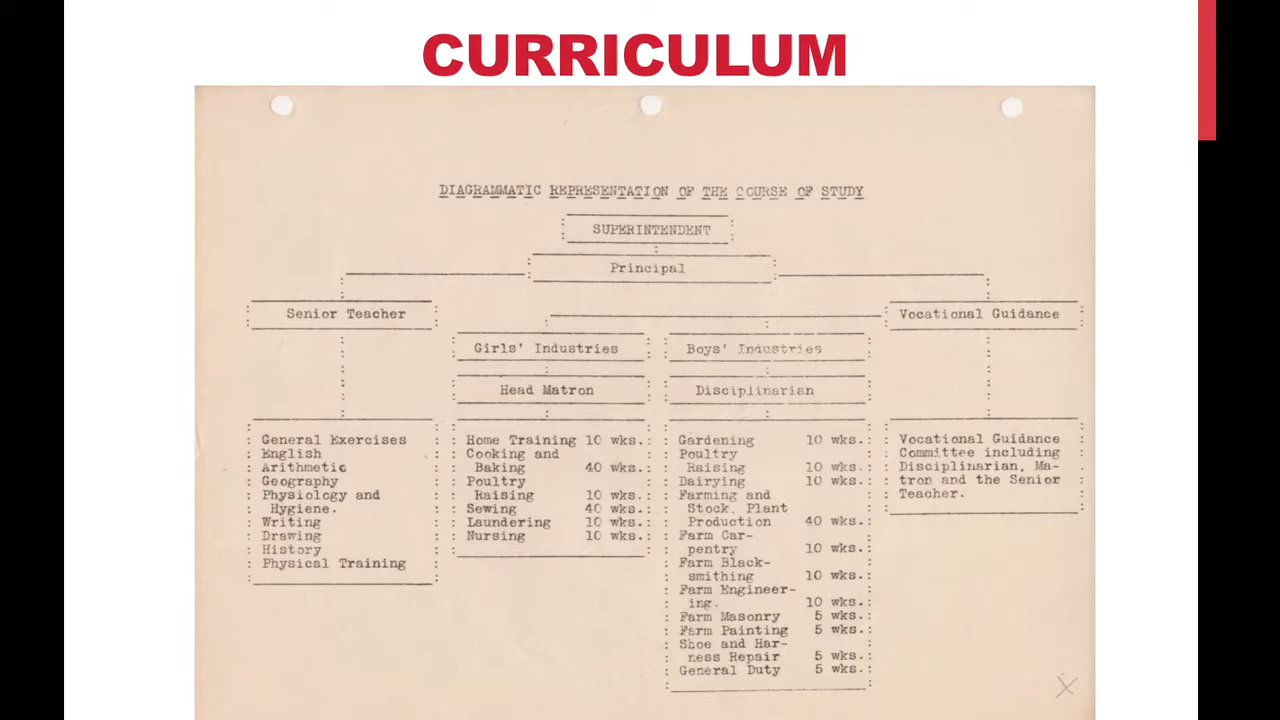 CURRICULUM
DIAGRAMMATIC REPRESENTATION OF THE COURSE OF STUDY
SUPERINTENDENT
Principal
Senior Teacher
Vocational Guidance
Girls' Industries
Boys' Industries
Head Matron
Disciplinarian
General Exercises
English
Arithmetic
Geography
Physiology and
Hygiene.
Writing
Drawing
History
Physical Training
Home Training 10 wks.
Cooking and
Baking 40 wks.
Poultry
Raising 10 wks.
Sewing 40 wks.
Laundering 10 wks.
Nursing 10 wks.
Gardening 10 wks.
Poultry
Raising 10 wks.
Dairying 10 wks.
Farming and
Stock, Plant
Production 40 wks.
Farm Car-
pentry 10 wks.
Farm Black-
smithing 10 wks.
Farm Engineer-
ing. 10 wks.
Farm Masonry 5 wks.
Farm Painting 5 wks.
Shoe and Har-
ness Repair 5 wks.
General Duty 5 wks.
Vocational Guidance
Committee including
Disciplinarian, Ma-
tron and the Senior
Teacher.
X